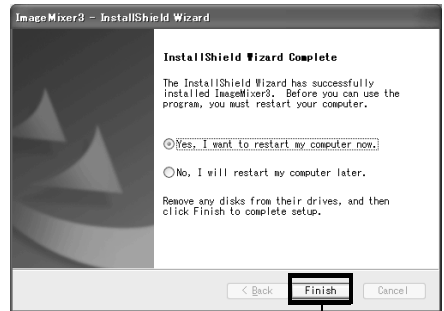 ImageMixer3 - InstallShield Wizard
InstallShield Wizard Complete
The InstallShield Wizard has successfully
installed ImageMixer3.  Before you can use the
program, you must restart your computer.
Yes, I want to restart my computer now.
No, I will restart my computer later.
Remove any disks from their drives, and then
click Finish to complete setup.
< Back Finish Cancel